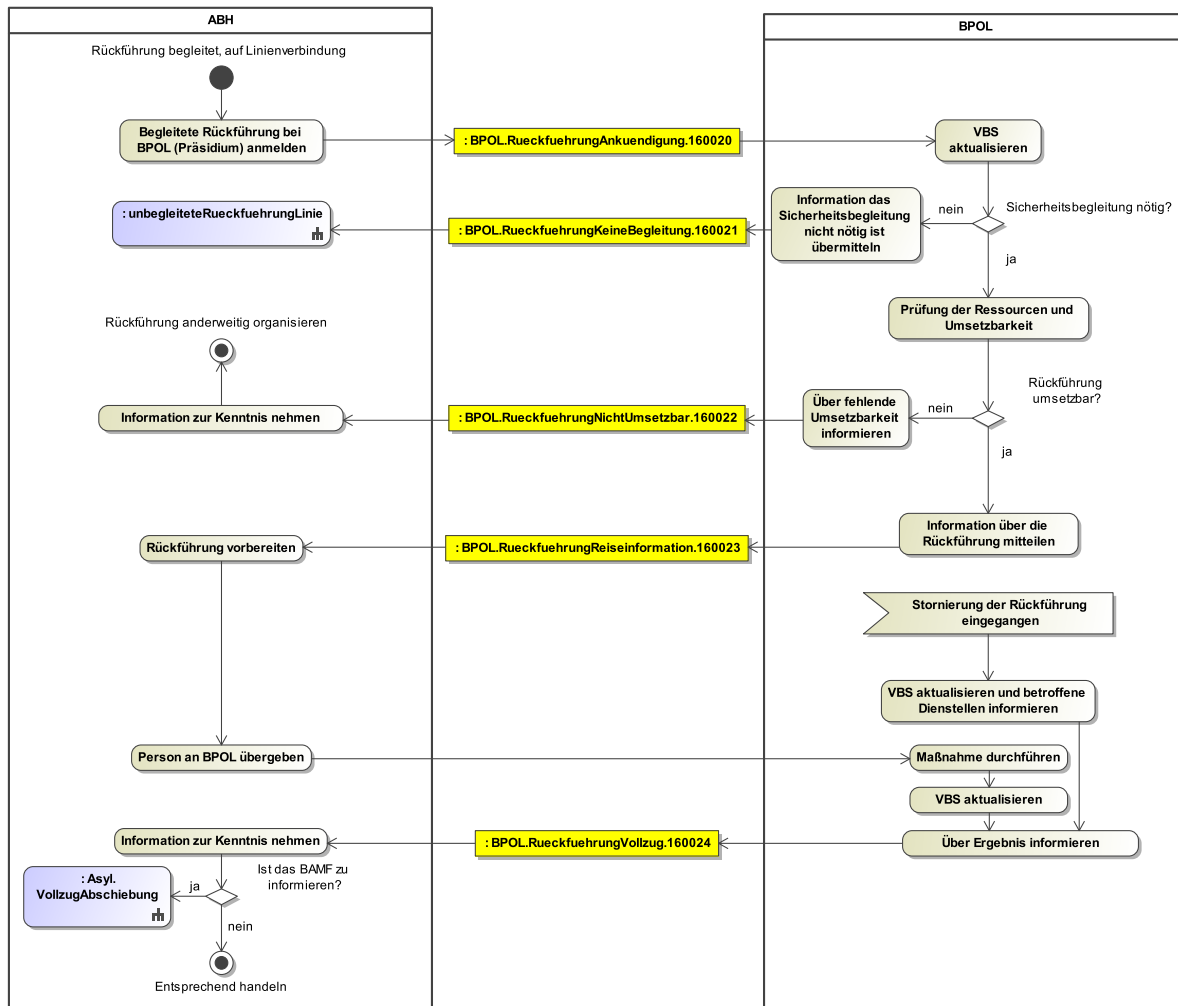 ABH
BPOL
Rückführung begleitet, auf Linienverbindung
Begleitete Rückführung bei
BPOL (Präsidium) anmelden
: BPOL.RueckfuehrungAnkuendigung.160020
VBS
aktualisieren
: unbegleiteteRueckfuehrungLinie
: BPOL.RueckfuehrungKeineBegleitung.160021
Information das
Sicherheitsbegleitung
nicht nötig ist
übermitteln
nein
Sicherheitsbegleitung nötig?
ja
Prüfung der Ressourcen und
Umsetzbarkeit
Rückführung anderweitig organisieren
Information zur Kenntnis nehmen
: BPOL.RueckfuehrungNichtUmsetzbar.160022
Über fehlende
Umsetzbarkeit
informieren
nein
Rückführung
umsetzbar?
ja
Rückführung vorbereiten
: BPOL.RueckfuehrungReiseinformation.160023
Information über die
Rückführung mitteilen
Stornierung der Rückführung
eingegangen
VBS aktualisieren und betroffene
Dienstellen informieren
Person an BPOL übergeben
Maßnahme durchführen
VBS aktualisieren
Information zur Kenntnis nehmen
: BPOL.RueckfuehrungVollzug.160024
Über Ergebnis informieren
Ist das BAMF zu
informieren?
: Asyl.
VollzugAbschiebung
ja
nein
Entsprechend handeln